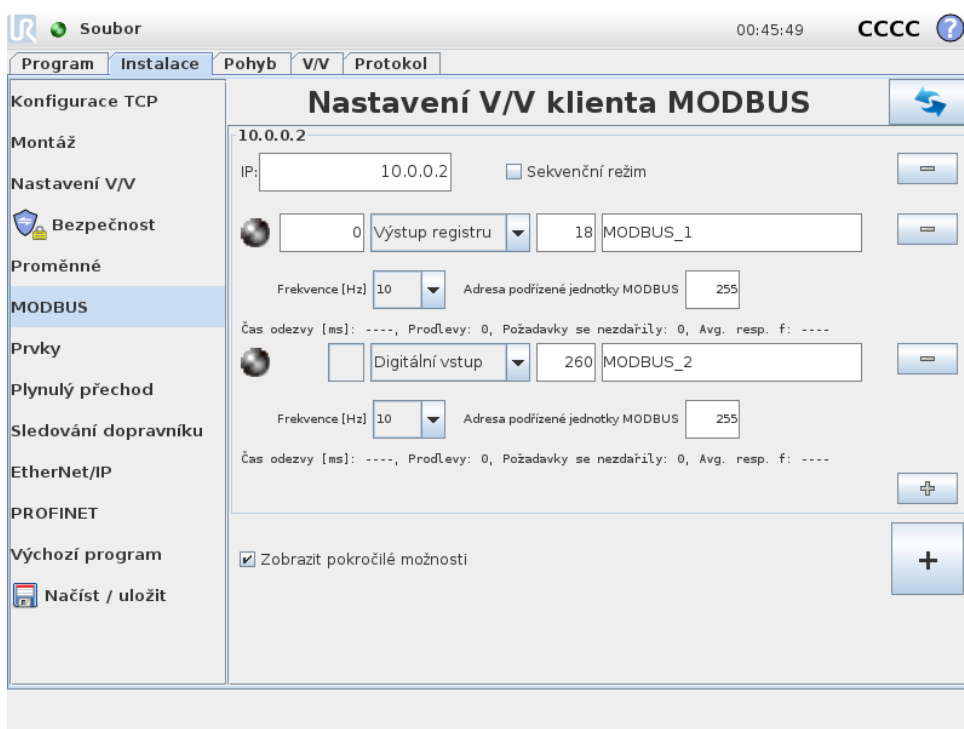 UR Soubor 00:45:49 CCCC ?
Program Instalace Pohyb V/V Protokol
Konfigurace TCP
Montáž
Nastavení V/V
Bezpečnost
Proměnné
MODBUS
Prvky
Plynulý přechod
Sledování dopravníku
EtherNet/IP
PROFINET
Výchozí program
Načíst / uložit
Nastavení V/V klienta MODBUS
10.0.0.2
IP: 10.0.0.2 Sekvenční režim
0 Výstup registru 18 MODBUS_1
Frekvence [Hz] 10 Adresa podřízené jednotky MODBUS 255
Čas odezvy [ms]: ----, Prodlevy: 0, Požadavky se nezdařily: 0, Avg. resp. f: ----
Digitální vstup 260 MODBUS_2
Frekvence [Hz] 10 Adresa podřízené jednotky MODBUS 255
Čas odezvy [ms]: ----, Prodlevy: 0, Požadavky se nezdařily: 0, Avg. resp. f: ----
Zobrazit pokročilé možnosti